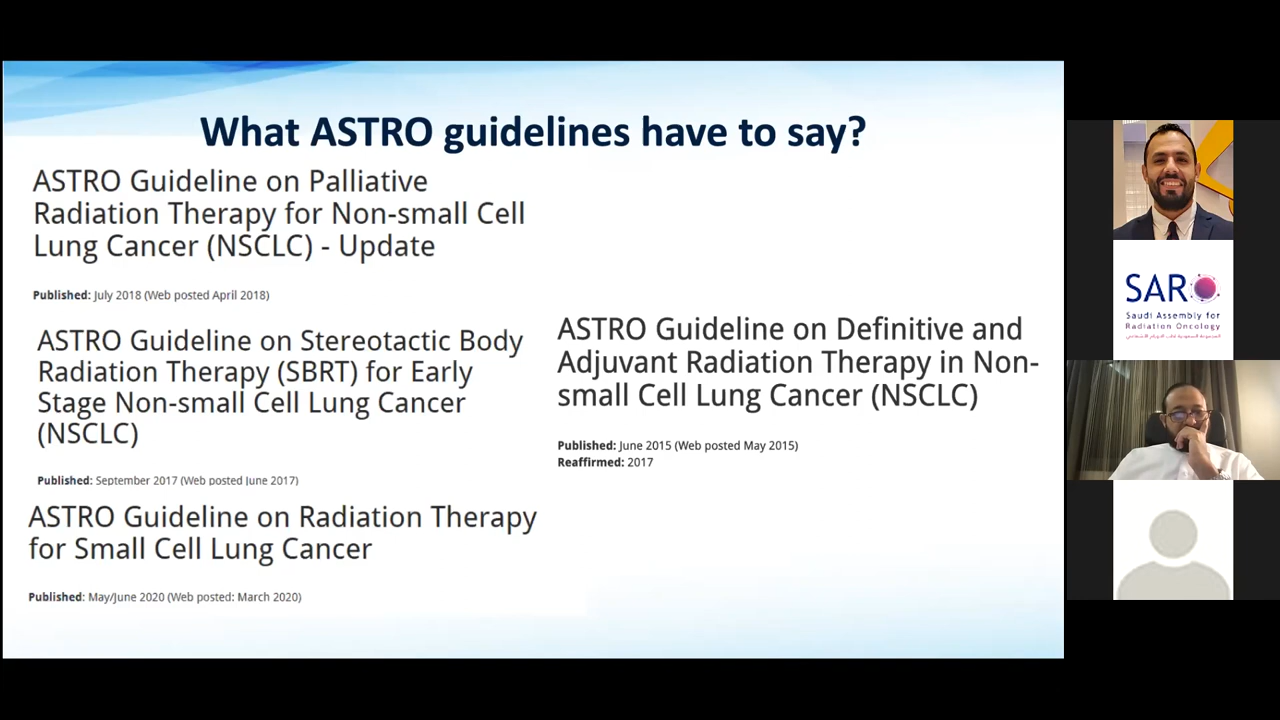 What ASTRO guidelines have to say?
ASTRO Guideline on Palliative
Radiation Therapy for Non-small Cell
Lung Cancer (NSCLC) - Update
Published: July 2018 (Web posted April 2018)
ASTRO Guideline on Stereotactic Body
Radiation Therapy (SBRT) for Early
Stage Non-small Cell Lung Cancer
(NSCLC)
Published: September 2017 (Web posted June 2017)
ASTRO Guideline on Radiation Therapy
for Small Cell Lung Cancer
Published: May/June 2020 (Web posted: March 2020)
ASTRO Guideline on Definitive and
Adjuvant Radiation Therapy in Non-
small Cell Lung Cancer (NSCLC)
Published: June 2015 (Web posted May 2015)
Reaffirmed: 2017
SARO
Saudi Assembly for
Radiation Oncology